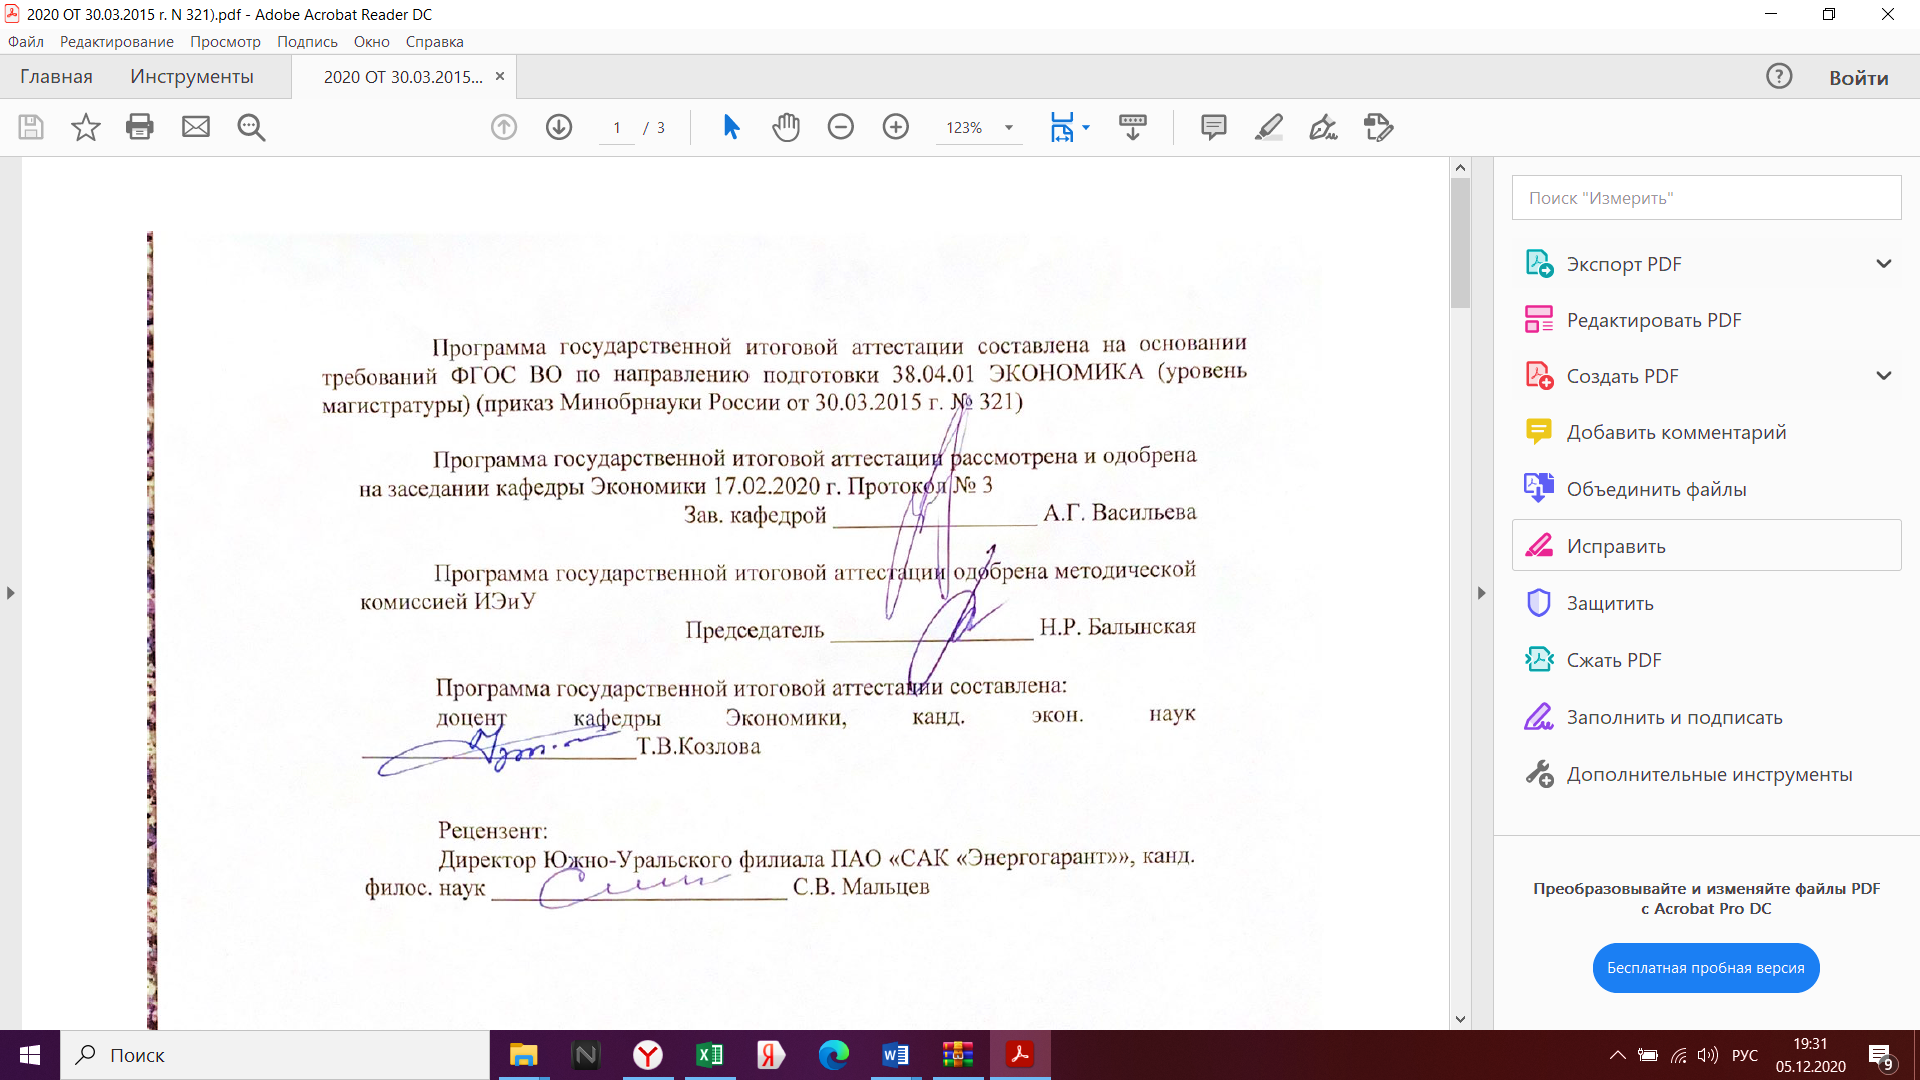 2020 ОТ 30.03.2015 г. N 321).pdf - Adobe Acrobat Reader DC
Файл Редактирование Просмотр Подпись Окно Справка
Главная Инструменты 2020 ОТ 30.03.2015... Войти
1 / 3 123%
Программа государственной итоговой аттестации составлена на основании
требований ФГОС ВО по направлению подготовки 38.04.01 ЭКОНОМИКА (уровень
магистратуры) (приказ Минобрнауки России от 30.03.2015 г. № 321)
Программа государственной итоговой аттестации рассмотрена и одобрена
на заседании кафедры Экономики 17.02.2020 г. Протокол № 3
Зав. кафедрой А.Г. Васильева
Программа государственной итоговой аттестации одобрена методической
комиссией ИЭиУ
Председатель Н.Р. Балынская
Программа государственной итоговой аттестации составлена:
доцент кафедры Экономики, канд. экон. наук
Т.В.Козлова
Рецензент:
Директор Южно-Уральского филиала ПАО «САК «Энергогарант»», канд.
филос. наук С.В. Мальцев
Поиск "Измерить"
Экспорт PDF
Редактировать PDF
Создать PDF
Добавить комментарий
Объединить файлы
Исправить
Защитить
Сжать PDF
Заполнить и подписать
Дополнительные инструменты
Преобразовывайте и изменяйте файлы PDF
с Acrobat Pro DC
Бесплатная пробная версия
Поиск
РУС
19:31
05.12.2020
9